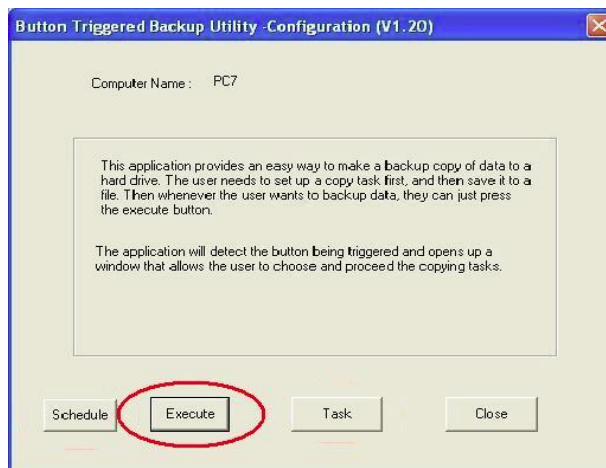 Button Triggered Backup Utility -Configuration (V1.20)
Computer Name : PC7
This application provides an easy way to make a backup copy of data to a
hard drive. The user needs to set up a copy task first, and then save it to a
file. Then whenever the user wants to backup data, they can just press
the execute button.
The application will detect the button being triggered and opens up a
window that allows the user to choose and proceed the copying tasks.
Schedule Execute Task Close